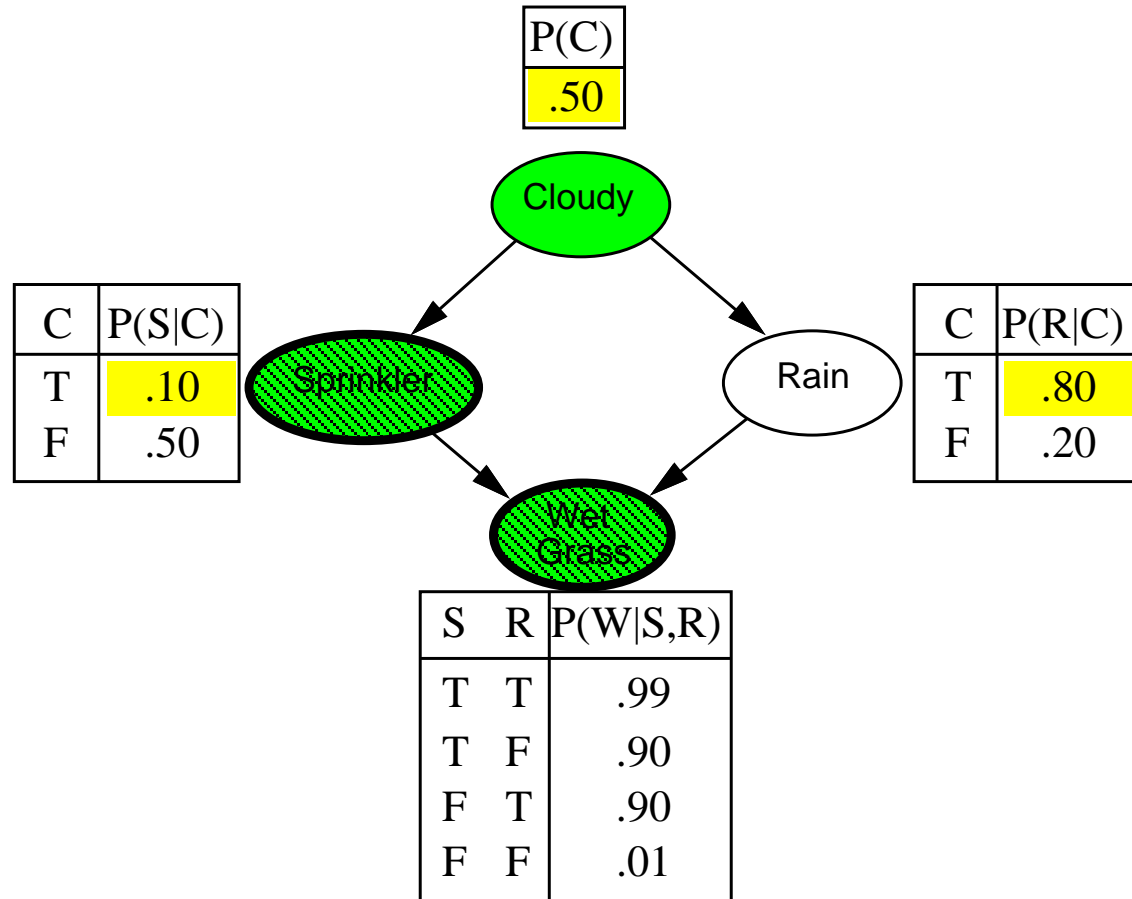 P(C)
.50
Cloudy
C P(S|C)
T .10
F .50
Sprinkler
Rain
C P(R|C)
T .80
F .20
Wet
Grass
S R P(W|S,R)
T T .99
T F .90
F T .90
F F .01